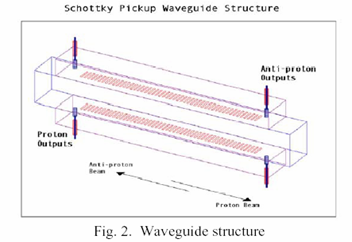 Schottky Pickup Waveguide Structure
Anti-proton
Outputs
Proton
Outputs
Anti-proton
Beam
Proton Beam
Fig. 2. Waveguide structure